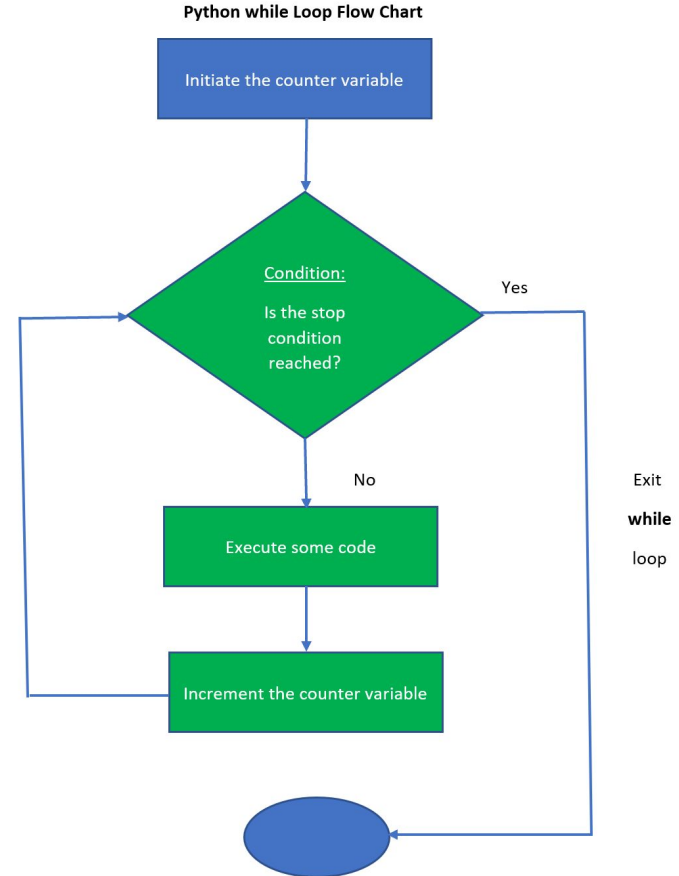 Python while Loop Flow Chart
Initiate the counter variable
Condition:
Is the stop
condition
reached?
Yes
No
Exit
while
loop
Execute some code
Increment the counter variable